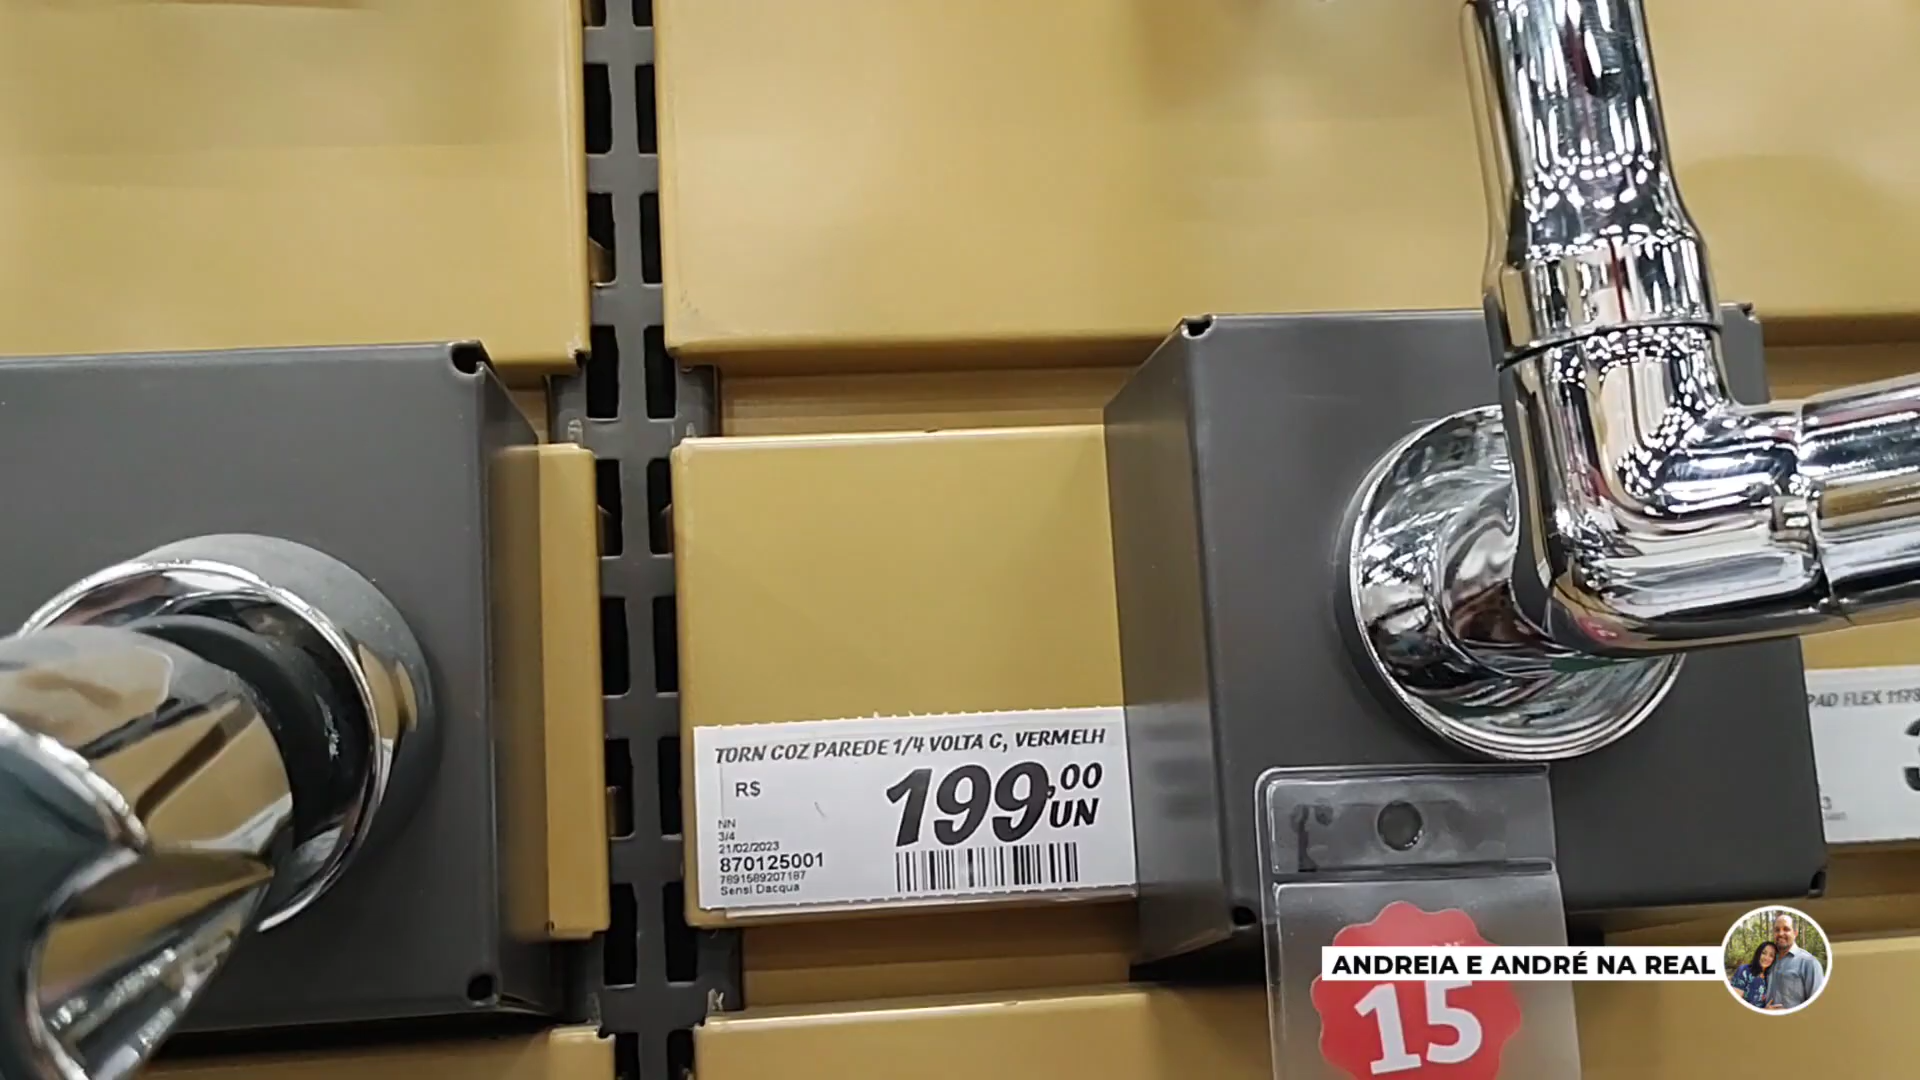 TORN COZ PAREDE 1/4 VOLTA C, VERMELH
R$
199,00
UN
NN
3/4
21/02/2023
870125001
7891589207187
Sensi Dacqua
PAD FLEX
ANDREIA E ANDRÉ NA REAL
15